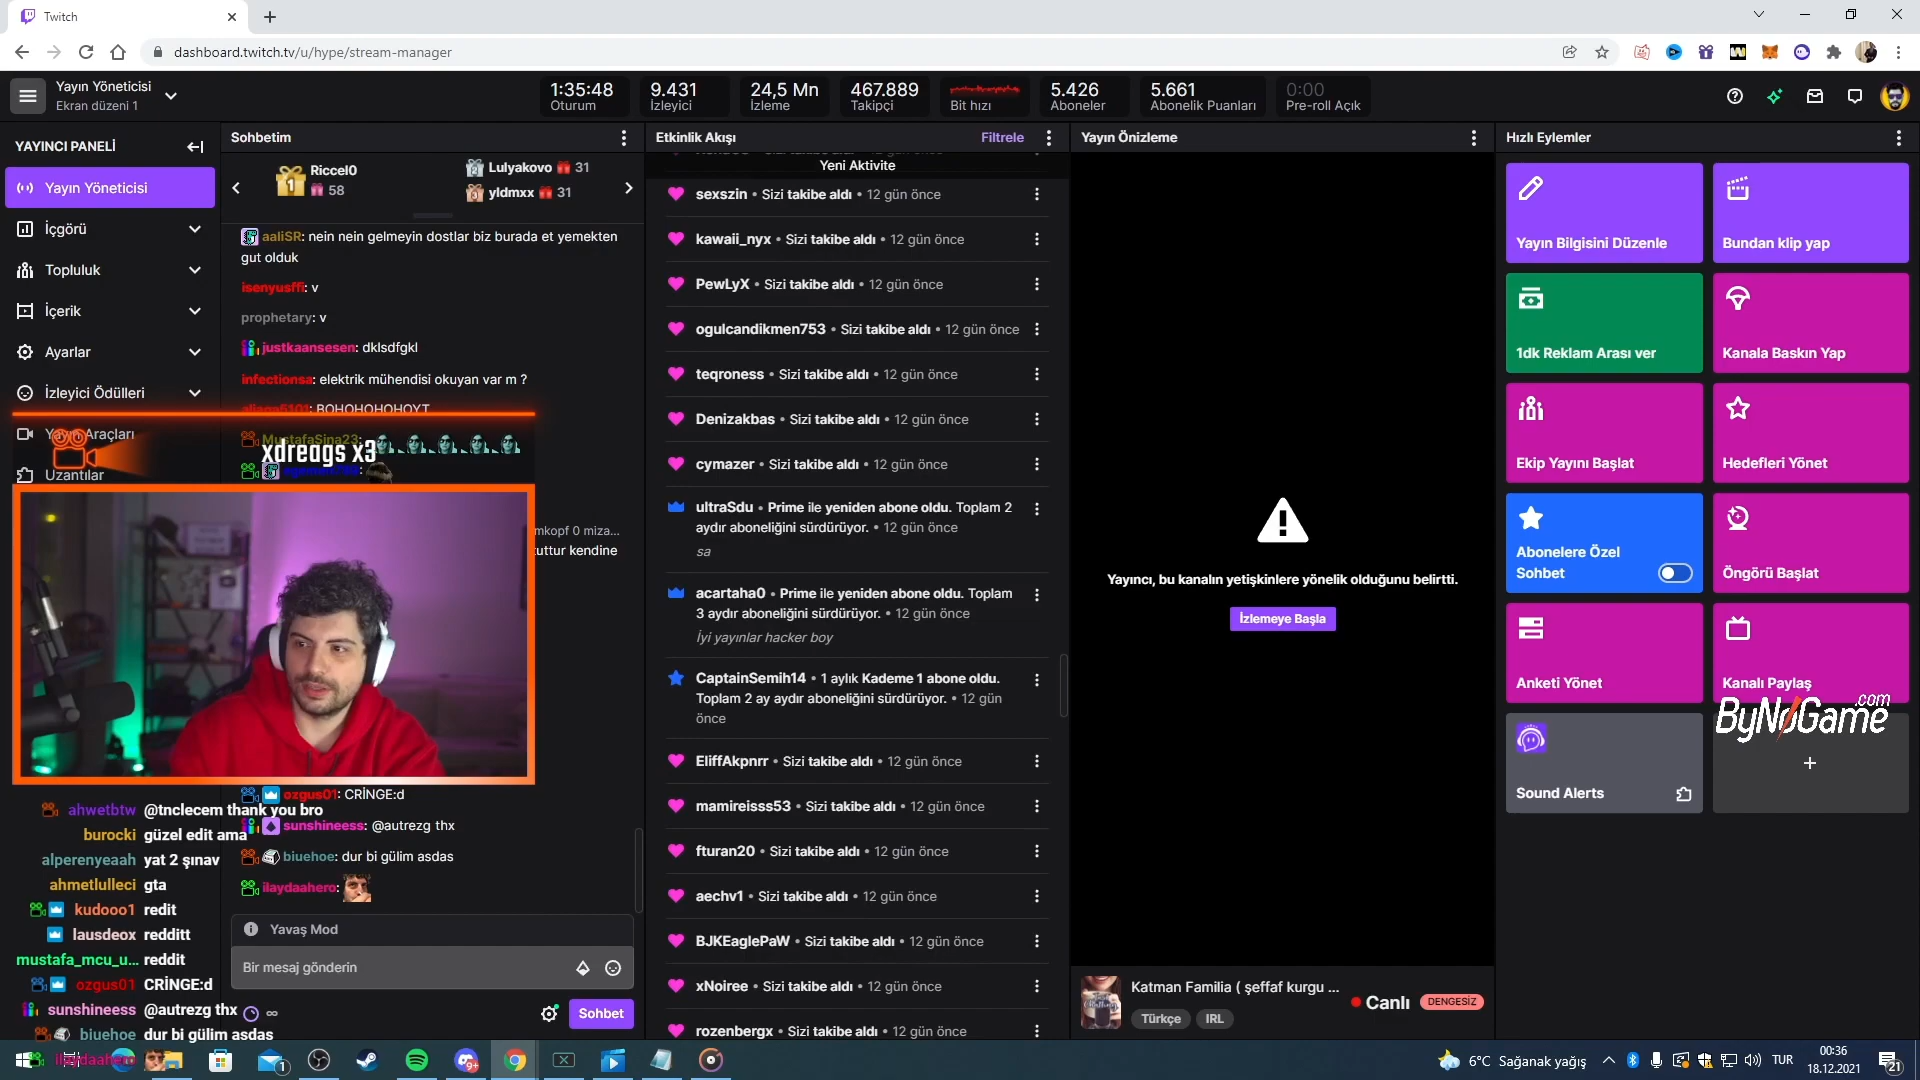 Twitch
dashboard.twitch.tv/u/hype/stream-manager
Yayın Yöneticisi
Ekran düzeni 1
1:35:48
Oturum
9.431
İzleyici
24,5 Mn
İzleme
467.889
Takipçi
Bit hızı
5.426
Aboneler
5.661
Abonelik Puanları
0:00
Pre-roll Açık
YAYINCI PANELİ
Yayın Yöneticisi
İçgörü
Topluluk
İçerik
Ayarlar
İzleyici Ödülleri
Yayın Araçları
Uzantılar
Sohbetim
1
Riccel0
58
2
Lulyakovo 31
3
yldmxx 31
aaliSR: nein nein gelmeyin dostlar biz burada et yemekten
gut olduk
isenyusffi: v
prophetary: v
justkaansesen: dklsdfgkl
infectionsa: elektrik mühendisi okuyan var m ?
BOHOHOHOHOYT
MustafaSina23:
xdreags x3
mkopf 0 miza...
tuttur kendine
ozgus01: CRİNGE:d
sunshineess: @autrezg thx
biuehoe: dur bi gülim asdas
ilaydaahero:
Yavaş Mod
Bir mesaj gönderin
Sohbet
ahwetbtw @tnclecem thank you bro
burocki güzel edit ama
alperenyeaah yat 2 şınav
ahmetlulleci gta
kudooo1 redit
lausdeox redditt
mustafa_mcu_u... reddit
ozgus01 CRİNGE:d
sunshineess @autrezg thx
biuehoe dur bi gülim asdas
ilaydaahero
Etkinlik Akışı
Filtrele
Yeni Aktivite
sexszin • Sizi takibe aldı • 12 gün önce
kawaii_nyx • Sizi takibe aldı • 12 gün önce
PewLyX • Sizi takibe aldı • 12 gün önce
ogulcandikmen753 • Sizi takibe aldı • 12 gün önce
teqroness • Sizi takibe aldı • 12 gün önce
Denizakbas • Sizi takibe aldı • 12 gün önce
cymazer • Sizi takibe aldı • 12 gün önce
ultraSdu • Prime ile yeniden abone oldu. Toplam 2
aydır aboneliğini sürdürüyor. • 12 gün önce
sa
acartaha0 • Prime ile yeniden abone oldu. Toplam
3 aydır aboneliğini sürdürüyor. • 12 gün önce
İyi yayınlar hacker boy
CaptainSemih14 • 1 aylık Kademe 1 abone oldu.
Toplam 2 ay aydır aboneliğini sürdürüyor. • 12 gün
önce
EliffAkpnrr • Sizi takibe aldı • 12 gün önce
mamireisss53 • Sizi takibe aldı • 12 gün önce
fturan20 • Sizi takibe aldı • 12 gün önce
aechv1 • Sizi takibe aldı • 12 gün önce
BJKEaglePaW • Sizi takibe aldı • 12 gün önce
xNoiree • Sizi takibe aldı • 12 gün önce
rozenbergx • Sizi takibe aldı • 12 gün önce
Yayın Önizleme
Yayıncı, bu kanalın yetişkinlere yönelik olduğunu belirtti.
İzlemeye Başla
Katman Familia ( şeffaf kurgu ...
Türkçe
IRL
Canlı
DENGESİZ
Hızlı Eylemler
Yayın Bilgisini Düzenle
Bundan klip yap
1dk Reklam Arası ver
Kanala Baskın Yap
Ekip Yayını Başlat
Hedefleri Yönet
Abonelere Özel
Sohbet
Öngörü Başlat
Anketi Yönet
Kanalı Paylaş
ByNoGame.com
Sound Alerts
+
1
9+
6°C Sağanak yağış
TUR
00:36
18.12.2021
21